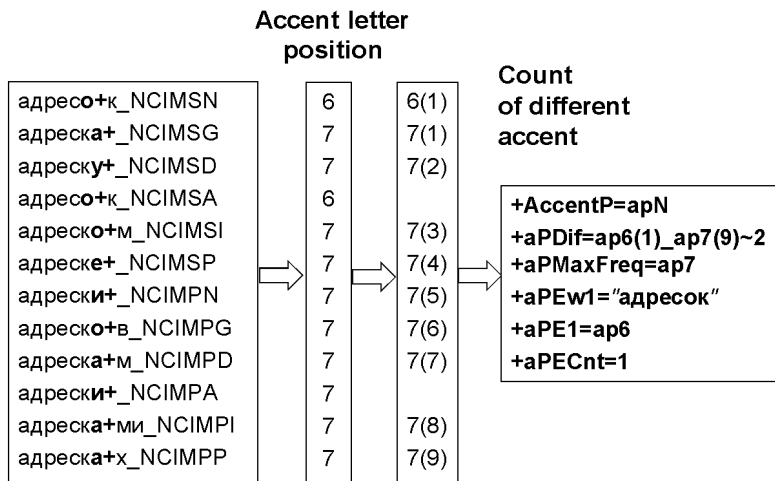 Accent letter
position
Count
of different
accent
адресо+к_NCIMSN 6 6(1)
адреска+_NCIMSG 7 7(1)
адреску+_NCIMSD 7 7(2)
адресо+к_NCIMSA 6
адреско+м_NCIMSI 7 7(3)
адреске+_NCIMSP 7 7(4)
адрески+_NCIMPN 7 7(5)
адреско+в_NCIMPG 7 7(6)
адреска+м_NCIMPD 7 7(7)
адрески+_NCIMPA 7
адреска+ми_NCIMPI 7 7(8)
адреска+х_NCIMPP 7 7(9)
+AccentP=apN
+aPDif=ap6(1)_ap7(9)~2
+aPMaxFreq=ap7
+aPEw1="адресок"
+aPE1=ap6
+aPECnt=1